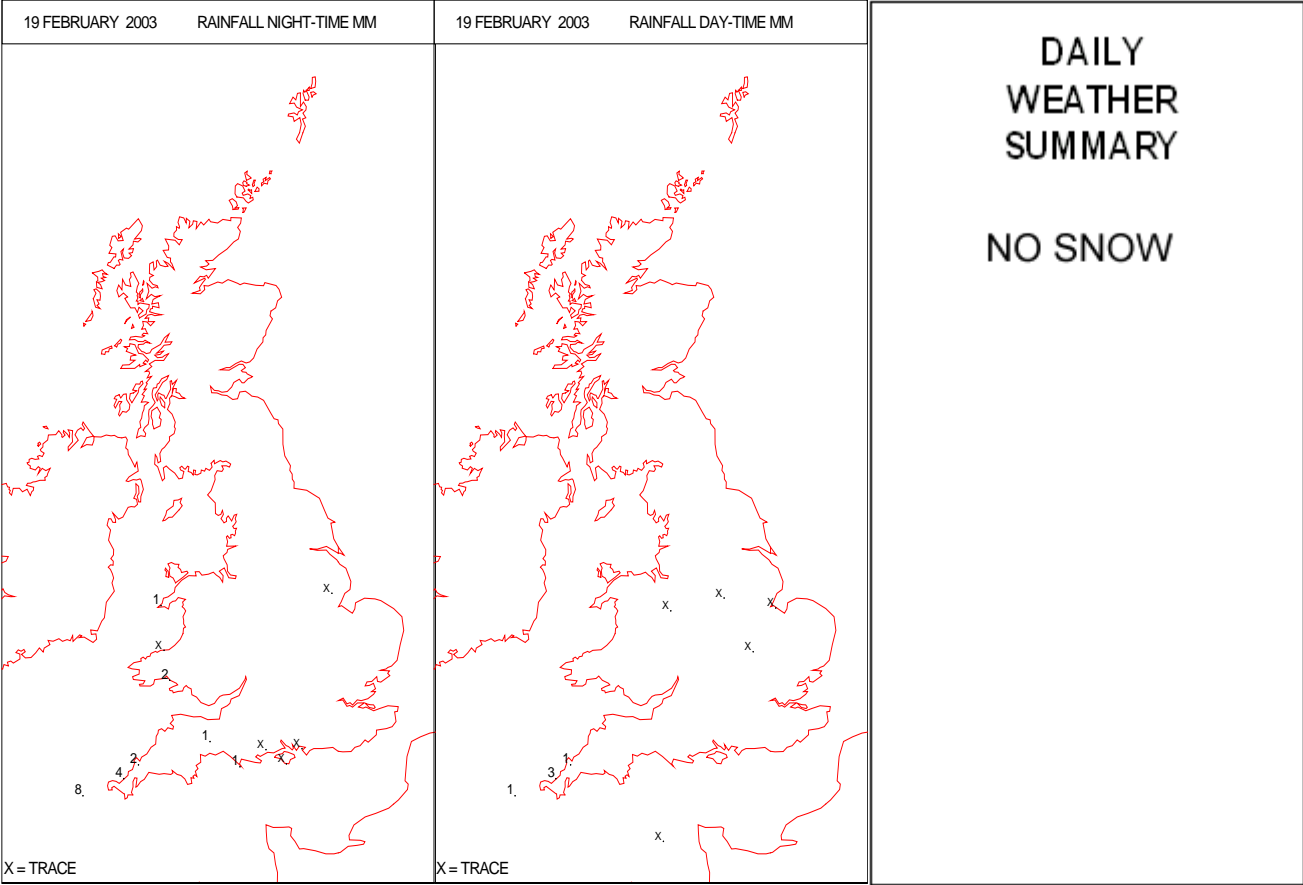 19 FEBRUARY 2003 RAINFALL NIGHT-TIME MM
X.
1
X.
2.
1.
X.
X.
1.
X.
2.
4.
8.
X = TRACE
19 FEBRUARY 2003 RAINFALL DAY-TIME MM
X.
X.
X.
X.
1.
3.
1.
X.
X = TRACE
DAILY
WEATHER
SUMMARY
NO SNOW